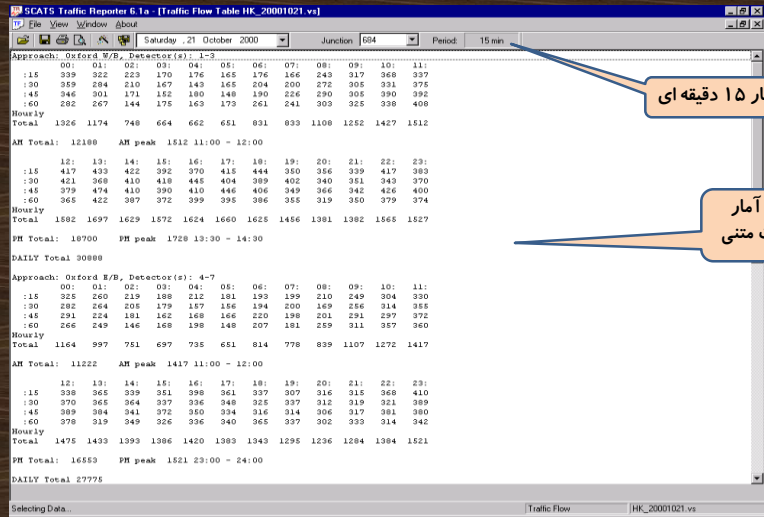 SCATS Traffic Reporter 6.1a - [Traffic Flow Table HK_20001021.vs]
File View Window About
Saturday , 21 October 2000 Junction 684 Period: 15 min
Approach: Oxford W/B, Detector(s): 1-3
00: 01: 02: 03: 04: 05: 06: 07: 08: 09: 10: 11:
:15 339 322 223 170 176 165 176 166 243 317 368 337
:30 359 284 210 167 143 165 204 200 272 305 331 375
:45 346 301 171 152 180 148 190 226 290 305 390 392
:60 282 267 144 175 163 173 261 241 303 325 338 408
Hourly
Total 1326 1174 748 664 662 651 831 833 1108 1252 1427 1512
AM Total: 12188 AM peak 1512 11:00 - 12:00
12: 13: 14: 15: 16: 17: 18: 19: 20: 21: 22: 23:
:15 417 433 422 392 370 415 444 350 356 339 417 383
:30 421 368 410 418 445 404 389 402 340 351 343 370
:45 379 474 410 390 410 446 406 349 366 342 426 400
:60 365 422 387 372 399 395 386 355 319 350 379 374
Hourly
Total 1582 1697 1629 1572 1624 1660 1625 1456 1381 1382 1565 1527
PM Total: 18700 PM peak 1728 13:30 - 14:30
DAILY Total 30888
Approach: Oxford E/B, Detector(s): 4-7
00: 01: 02: 03: 04: 05: 06: 07: 08: 09: 10: 11:
:15 325 260 219 188 212 181 193 199 210 249 304 330
:30 282 264 205 179 157 156 194 200 169 256 314 355
:45 291 224 181 162 168 166 220 198 201 291 297 372
:60 266 249 146 168 198 148 207 181 259 311 357 360
Hourly
Total 1164 997 751 697 735 651 814 778 839 1107 1272 1417
AM Total: 11222 AM peak 1417 11:00 - 12:00
12: 13: 14: 15: 16: 17: 18: 19: 20: 21: 22: 23:
:15 338 365 339 351 398 361 337 307 316 315 368 410
:30 370 365 364 337 336 348 325 337 312 319 321 389
:45 389 384 341 372 350 334 316 314 306 317 381 380
:60 378 319 349 326 336 340 365 337 302 333 314 342
Hourly
Total 1475 1433 1393 1386 1420 1383 1343 1295 1236 1284 1384 1521
PM Total: 16553 PM peak 1521 23:00 - 24:00
DAILY Total 27775
Selecting Data... Traffic Flow HK_20001021.vs
۱۵ دقیقه ای
آمار
متنی